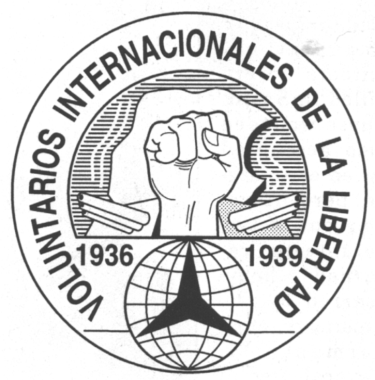 VOLUNTARIOS INTERNACIONALES DE LA LIBERTAD
1936 1939